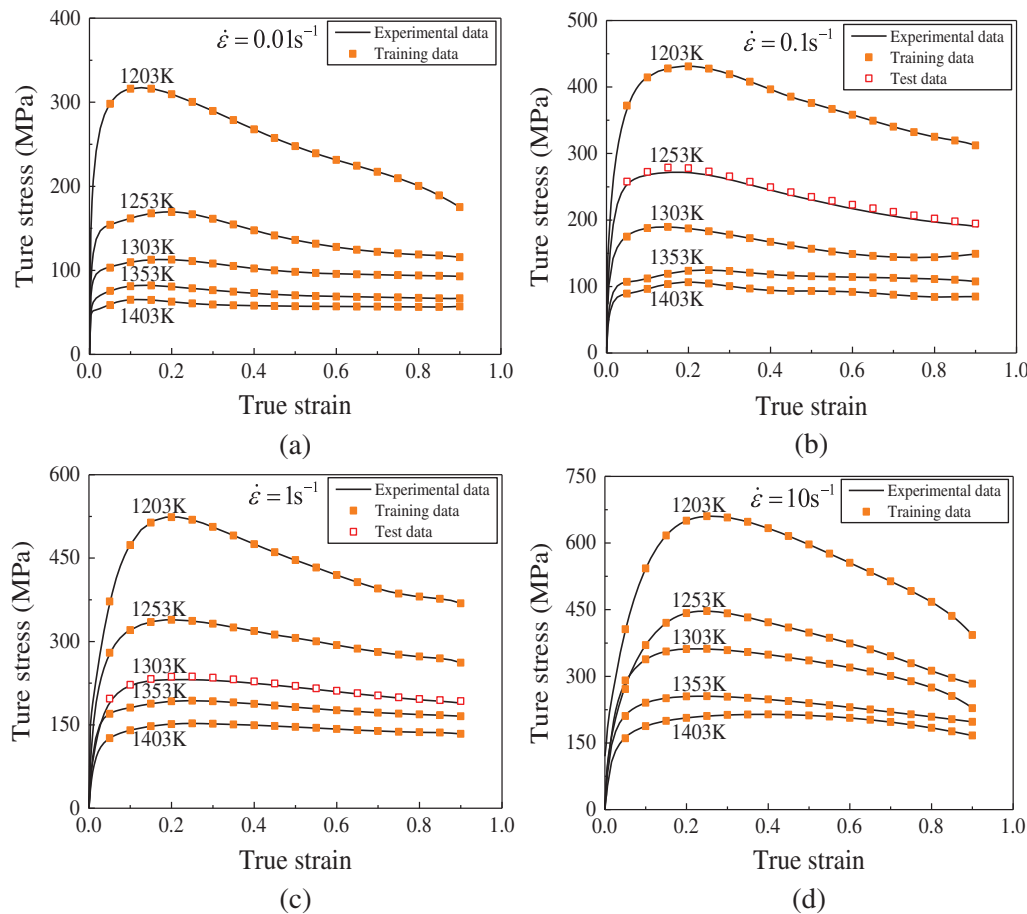 400
300
200
100
0
Ture stress (MPa)
ε̇ = 0.01s⁻¹
Experimental data
Training data
1203K
1253K
1303K
1353K
1403K
0.0 0.2 0.4 0.6 0.8 1.0
True strain
(a)
500
400
300
200
100
0
Ture stress (MPa)
ε̇ = 0.1s⁻¹
Experimental data
Training data
Test data
1203K
1253K
1303K
1353K
1403K
0.0 0.2 0.4 0.6 0.8 1.0
True strain
(b)
600
450
300
150
0
Ture stress (MPa)
ε̇ = 1s⁻¹
Experimental data
Training data
Test data
1203K
1253K
1303K
1353K
1403K
0.0 0.2 0.4 0.6 0.8 1.0
True strain
(c)
750
600
450
300
150
0
Ture stress (MPa)
ε̇ = 10s⁻¹
Experimental data
Training data
1203K
1253K
1303K
1353K
1403K
0.0 0.2 0.4 0.6 0.8 1.0
True strain
(d)